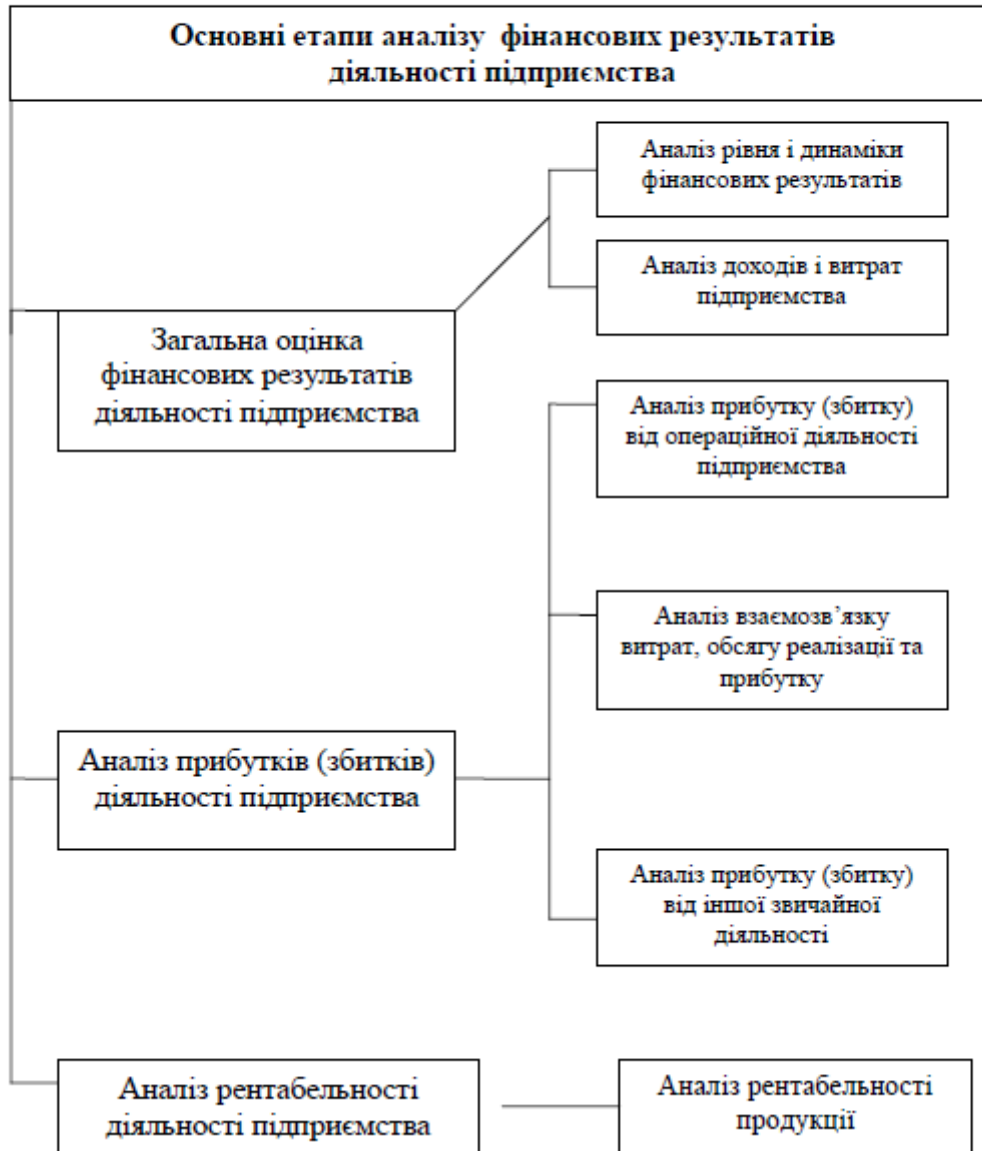 Основні етапи аналізу фінансових результатів
діяльності підприємства
Аналіз рівня і динаміки
фінансових результатів
Аналіз доходів і витрат
підприємства
Загальна оцінка
фінансових результатів
діяльності підприємства
Аналіз прибутку (збитку)
від операційної діяльності
підприємства
Аналіз взаємозв’язку
витрат, обсягу реалізації та
прибутку
Аналіз прибутків (збитків)
діяльності підприємства
Аналіз прибутку (збитку)
від іншої звичайної
діяльності
Аналіз рентабельності
діяльності підприємства
Аналіз рентабельності
продукції